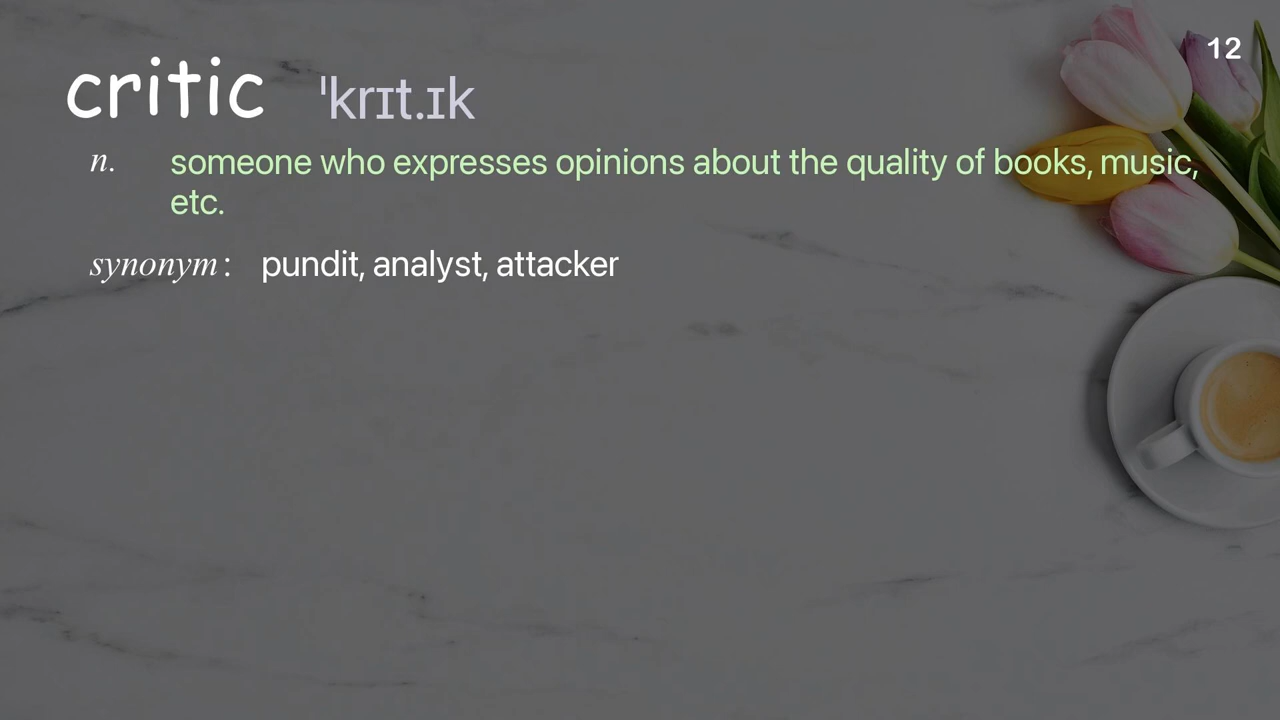 12
critic ˈkrɪt.ɪk
n. someone who expresses opinions about the quality of books, music,
etc.
synonym : pundit, analyst, attacker